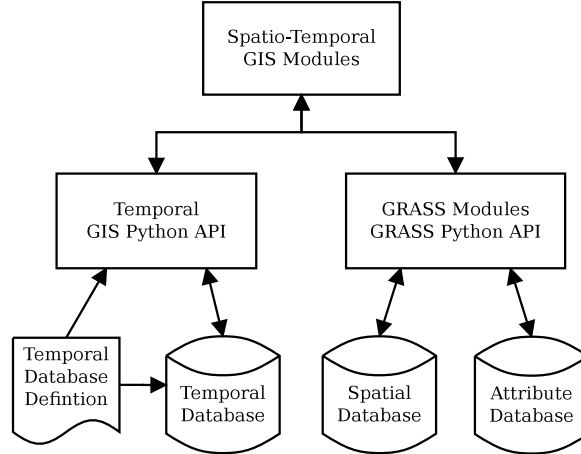 Spatio-Temporal
GIS Modules
Temporal
GIS Python API
GRASS Modules
GRASS Python API
Temporal
Database
Defintion
Temporal
Database
Spatial
Database
Attribute
Database